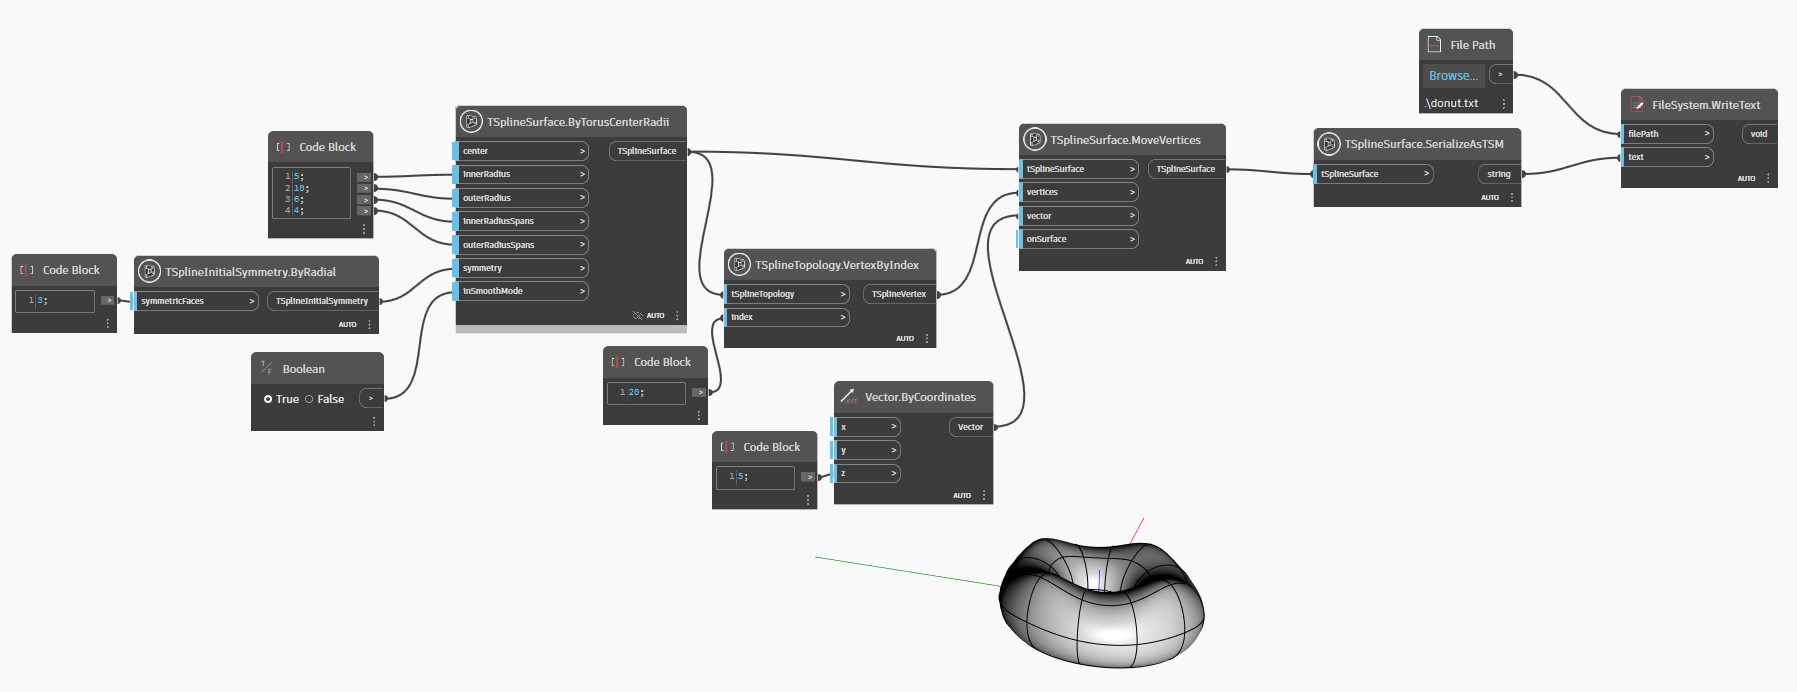 File Path
Browse... >
.\donut.txt
FileSystem.WriteText
filePath > void
text >
AUTO
TSplineSurface.ByTorusCenterRadii
center > TSplineSurface
innerRadius >
outerRadius >
innerRadiusSpans >
outerRadiusSpans >
symmetry >
inSmoothMode >
AUTO
Code Block
1 5; >
2 10; >
3 6; >
4 4; >
TSplineSurface.MoveVertices
tSplineSurface > TSplineSurface
vertices >
vector >
onSurface >
AUTO
TSplineSurface.SerializeAsTSM
tSplineSurface > string
AUTO
Code Block
1 3; >
TSplineInitialSymmetry.ByRadial
symmetricFaces > TSplineInitialSymmetry
AUTO
TSplineTopology.VertexByIndex
tSplineTopology > TSplineVertex
index >
AUTO
T/F Boolean
True False >
Code Block
1 20; >
Vector.ByCoordinates
XYZ
x > Vector
y >
z >
AUTO
Code Block
1 5; >